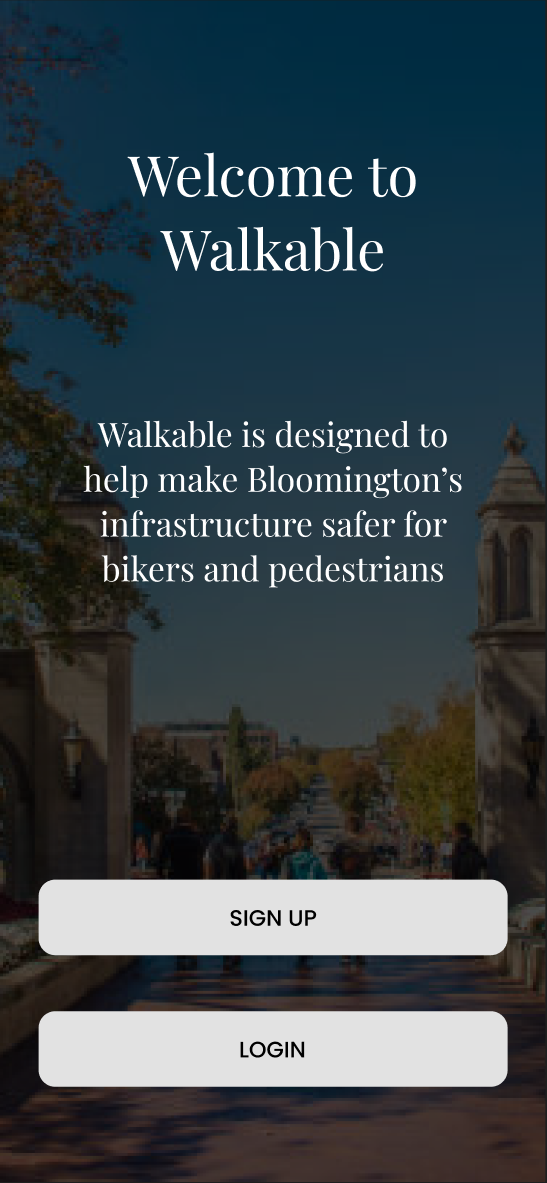 Welcome to
Walkable
Walkable is designed to
help make Bloomington’s
infrastructure safer for
bikers and pedestrians
SIGN UP
LOGIN